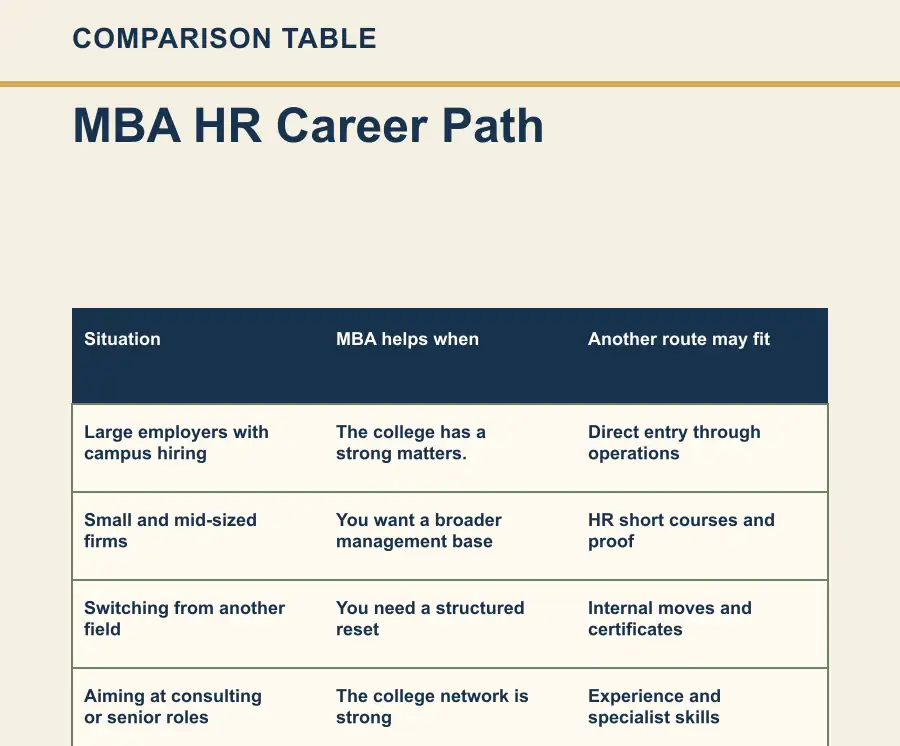 COMPARISON TABLE
MBA HR Career Path
Situation
MBA helps when
Another route may fit
Large employers with
campus hiring
The college has a
strong matters.
Direct entry through
operations
Small and mid-sized
firms
You want a broader
management base
HR short courses and
proof
Switching from another
field
You need a structured
reset
Internal moves and
certificates
Aiming at consulting
or senior roles
The college network is
strong
Experience and
specialist skills